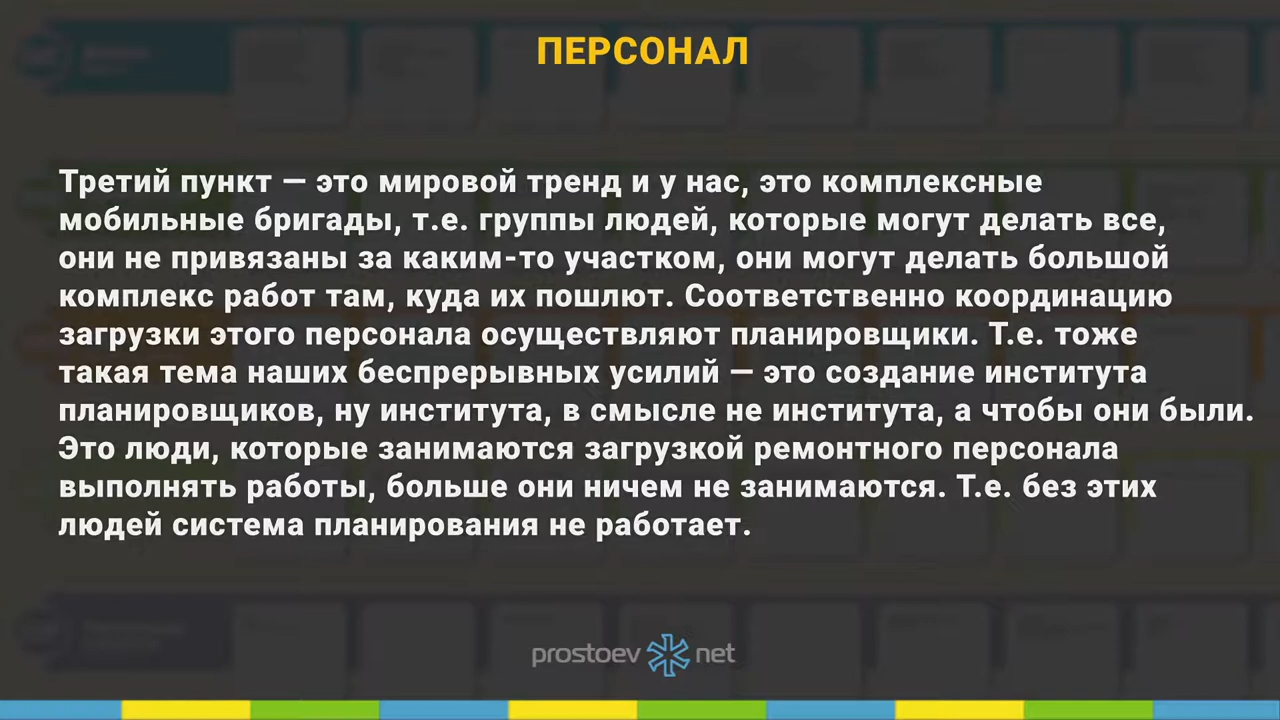 ПЕРСОНАЛ
Третий пункт — это мировой тренд и у нас, это комплексные
мобильные бригады, т.е. группы людей, которые могут делать все,
они не привязаны за каким-то участком, они могут делать большой
комплекс работ там, куда их пошлют. Соответственно координацию
загрузки этого персонала осуществляют планировщики. Т.е. тоже
такая тема наших беспрерывных усилий — это создание института
планировщиков, ну института, в смысле не института, а чтобы они были.
Это люди, которые занимаются загрузкой ремонтного персонала
выполнять работы, больше они ничем не занимаются. Т.е. без этих
людей система планирования не работает.
prostoev net